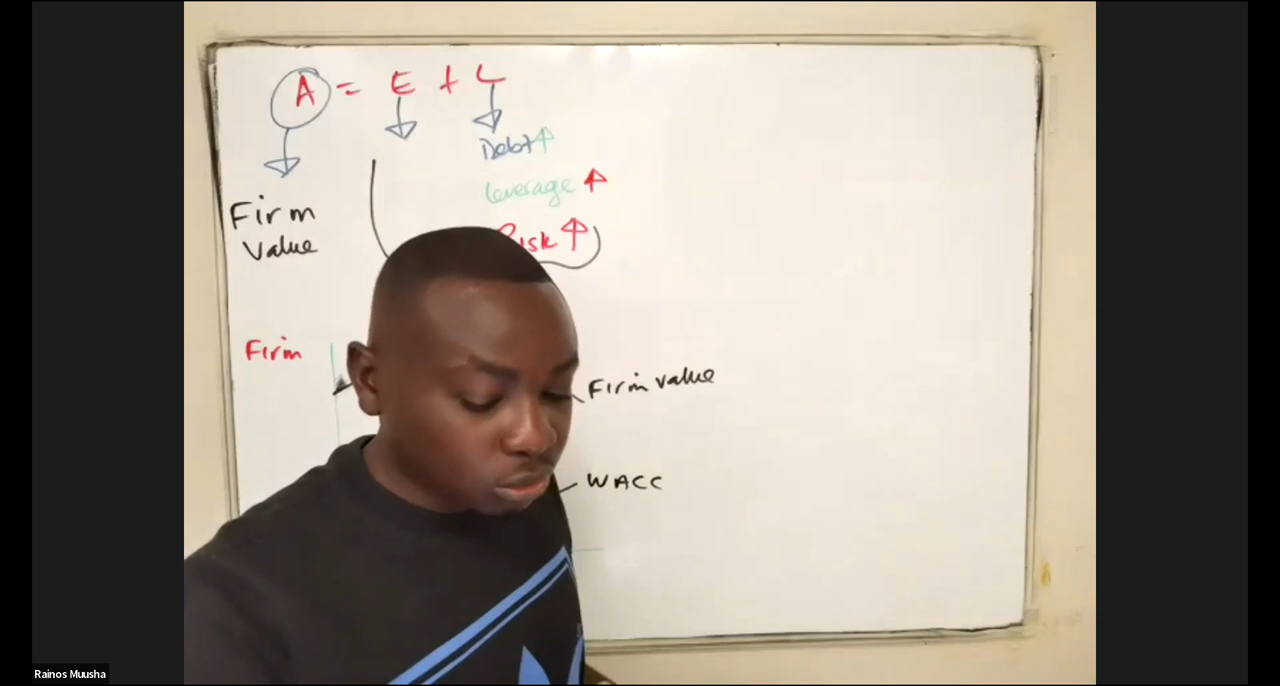 A = E + L
Debt
leverage
Risk
Firm
Value
Firm
Firm value
WACC
Rainos Muusha